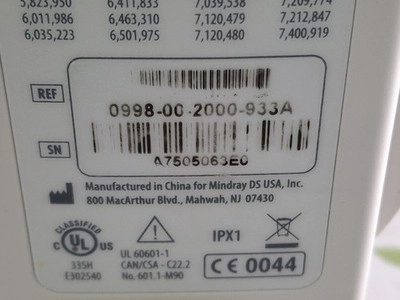 5,823,950 6,411,833 7,039,538 7,209,774
6,011,986 6,463,310 7,120,479 7,212,847
6,035,223 6,501,975 7,120,480 7,400,919
REF
0998-00-2000-933A
SN
A7505063E0
Manufactured in China for Mindray DS USA, Inc.
800 MacArthur Blvd., Mahwah, NJ 07430
CLASSIFIED
C UL US
335H
E302540
UL 60601-1
CAN/CSA - C22.2
No. 601.1-M90
IPX1
CE 0044